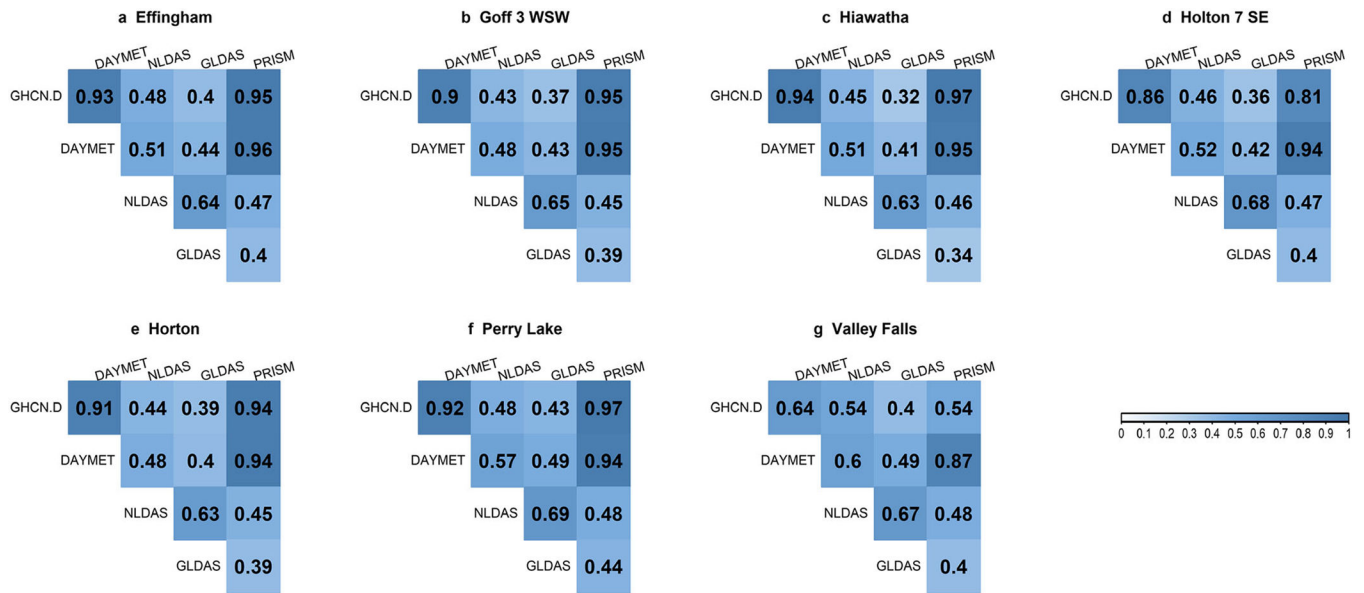 a Effingham
DAYMET NLDAS GLDAS PRISM
GHCN.D 0.93 0.48 0.4 0.95
DAYMET 0.51 0.44 0.96
NLDAS 0.64 0.47
GLDAS 0.4
b Goff 3 WSW
DAYMET NLDAS GLDAS PRISM
GHCN.D 0.9 0.43 0.37 0.95
DAYMET 0.48 0.43 0.95
NLDAS 0.65 0.45
GLDAS 0.39
c Hiawatha
DAYMET NLDAS GLDAS PRISM
GHCN.D 0.94 0.45 0.32 0.97
DAYMET 0.51 0.41 0.95
NLDAS 0.63 0.46
GLDAS 0.34
d Holton 7 SE
DAYMET NLDAS GLDAS PRISM
GHCN.D 0.86 0.46 0.36 0.81
DAYMET 0.52 0.42 0.94
NLDAS 0.68 0.47
GLDAS 0.4
e Horton
DAYMET NLDAS GLDAS PRISM
GHCN.D 0.91 0.44 0.39 0.94
DAYMET 0.48 0.4 0.94
NLDAS 0.63 0.45
GLDAS 0.39
f Perry Lake
DAYMET NLDAS GLDAS PRISM
GHCN.D 0.92 0.48 0.43 0.97
DAYMET 0.57 0.49 0.94
NLDAS 0.69 0.48
GLDAS 0.44
g Valley Falls
DAYMET NLDAS GLDAS PRISM
GHCN.D 0.64 0.54 0.4 0.54
DAYMET 0.6 0.49 0.87
NLDAS 0.67 0.48
GLDAS 0.4
0 0.1 0.2 0.3 0.4 0.5 0.6 0.7 0.8 0.9 1